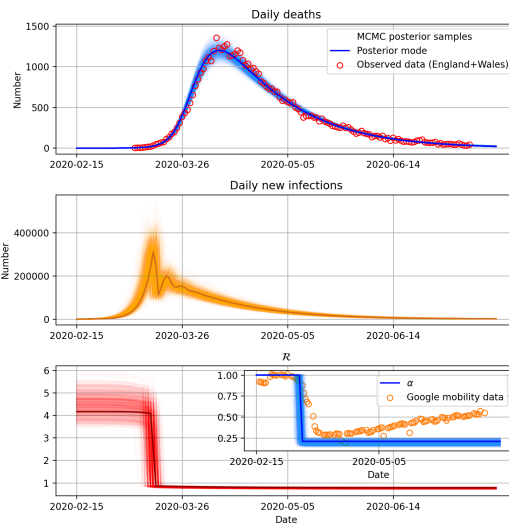 Daily deaths
1500
1000
500
0
Number
MCMC posterior samples
Posterior mode
Observed data (England+Wales)
2020-02-15
2020-03-26
2020-05-05
2020-06-14
Daily new infections
400000
200000
0
Number
2020-02-15
2020-03-26
2020-05-05
2020-06-14
ℛ
6
5
4
3
2
1
1.00
0.75
0.50
0.25
α
Google mobility data
2020-02-15
2020-05-05
Date
2020-02-15
2020-03-26
2020-05-05
2020-06-14
Date